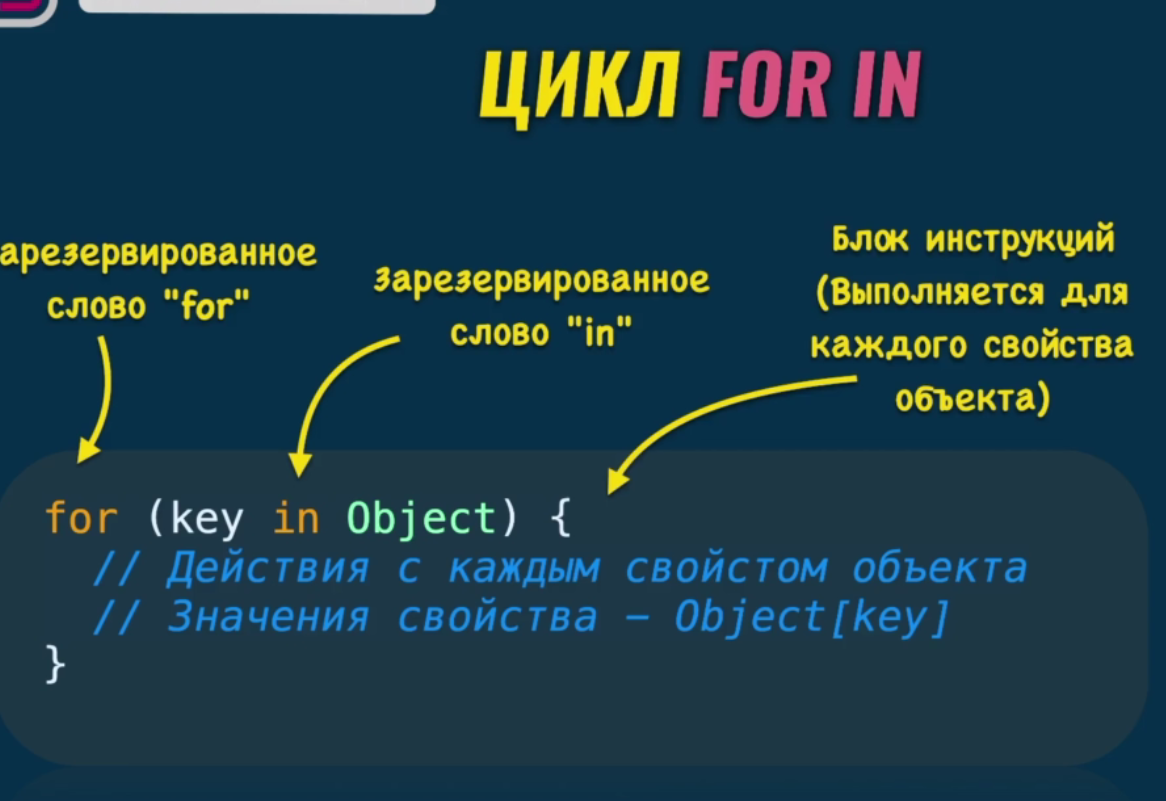 ЦИКЛ FOR IN
арезервированное
слово "for"
Зарезервированное
слово "in"
Блок инструкций
(Выполняется для
каждого свойства
объекта)
for (key in Object) {
// Действия с каждым свойстом объекта
// Значения свойства – Object[key]
}